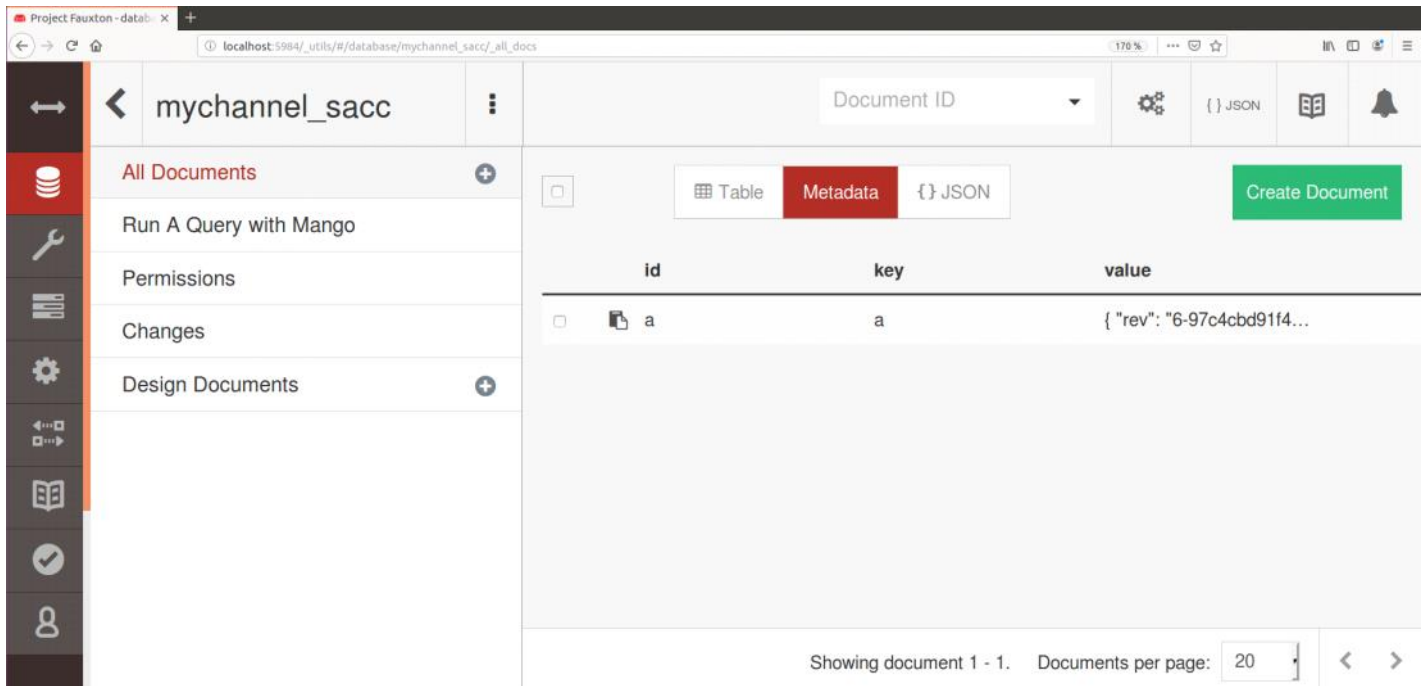 Project Fauxton - datab
localhost:5984/_utils/#/database/mychannel_sacc/_all_docs
170%
mychannel_sacc
Document ID
{ } JSON
All Documents
Run A Query with Mango
Permissions
Changes
Design Documents
Table
Metadata
{ } JSON
Create Document
id key value
a a { "rev": "6-97c4cbd91f4...
Showing document 1 - 1. Documents per page: 20